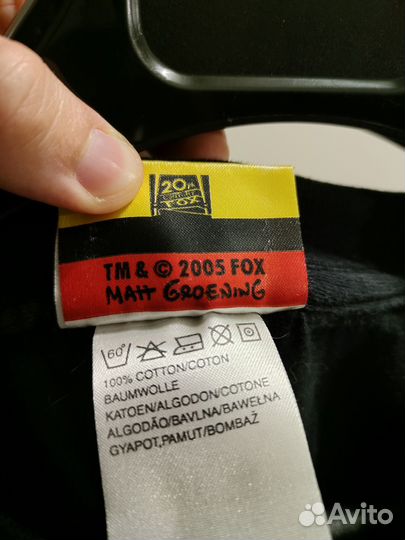 20th
CENTURY
FOX
TM & © 2005 FOX
MATT GROENING
60°
100% COTTON/COTON
BAUMWOLLE
KATOEN/ALGODON/COTONE
ALGODÃO/BAVLNA/BAWEŁNA
GYAPOT,PAMUT/BOMBAŽ
Avito